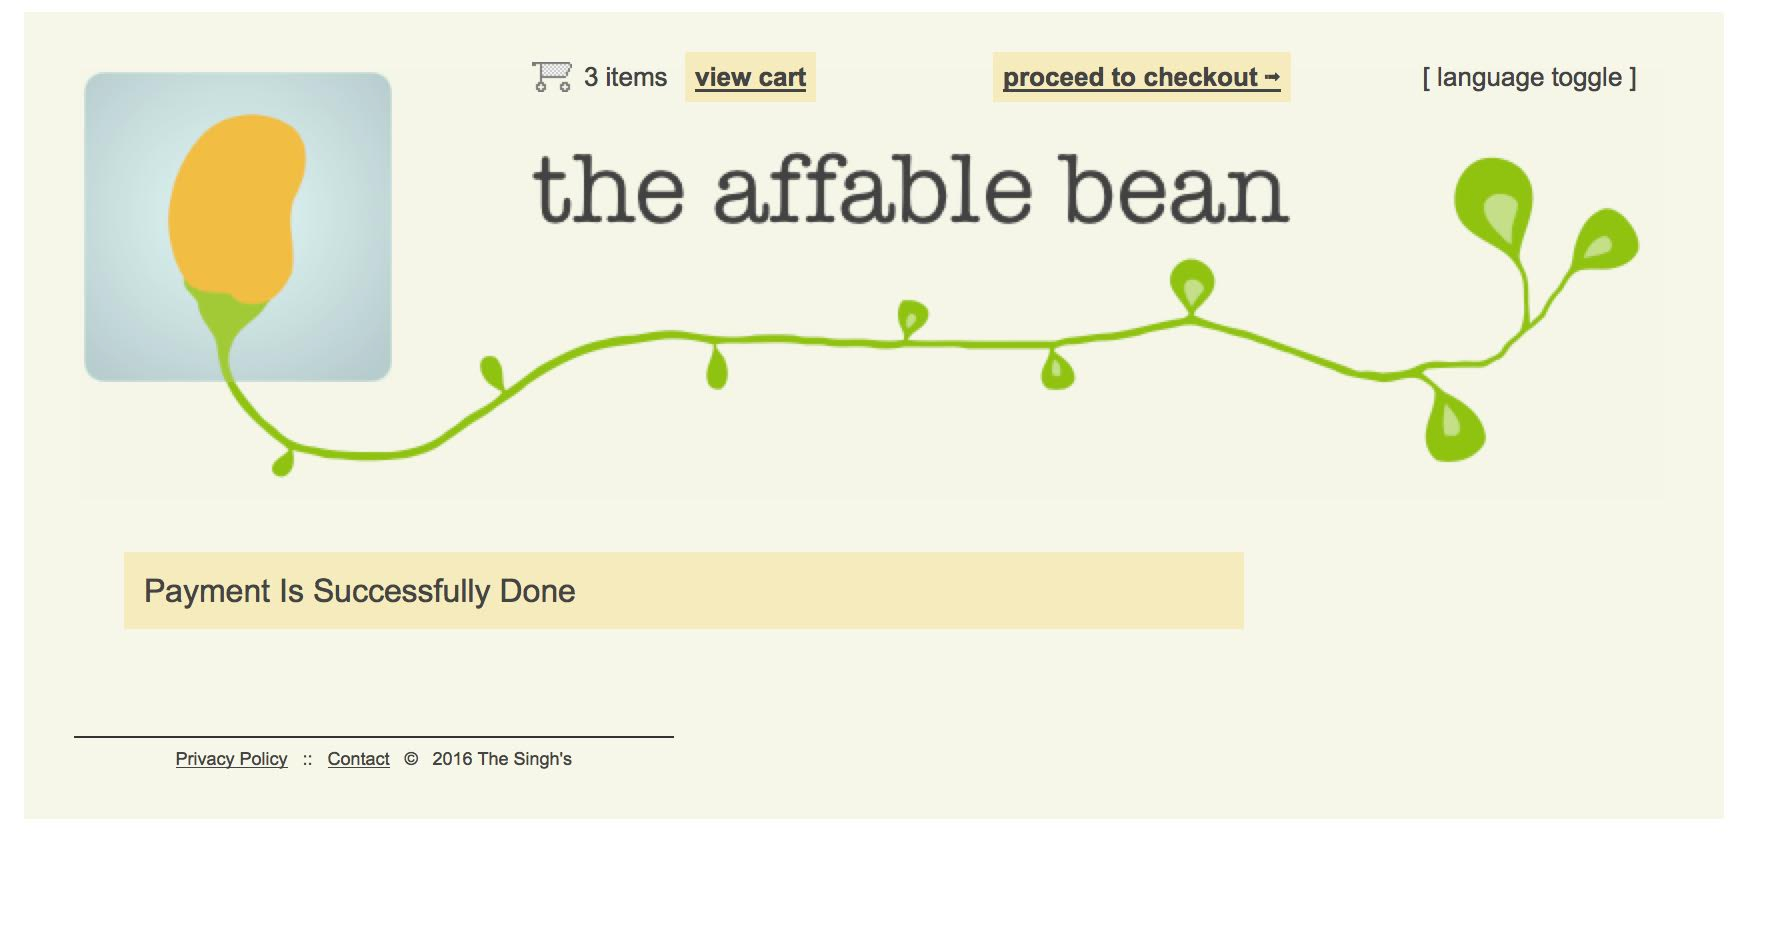 3 items view cart proceed to checkout ➞ [ language toggle ]
the affable bean
Payment Is Successfully Done
Privacy Policy :: Contact © 2016 The Singh's